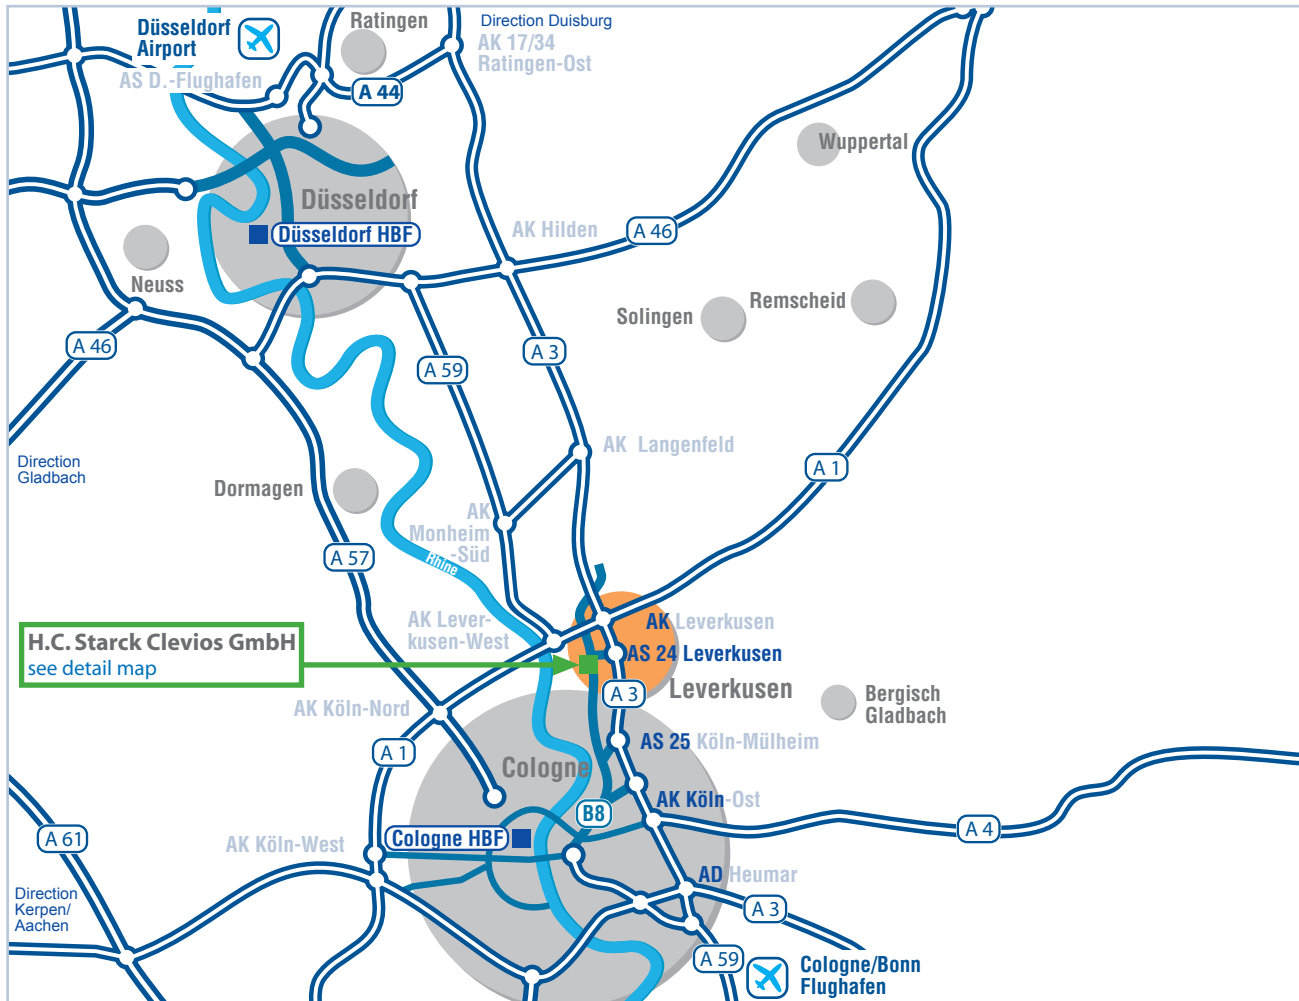 Düsseldorf
Airport
Ratingen
Direction Duisburg
AK 17/34
Ratingen-Ost
AS D.-Flughafen
A 44
Wuppertal
Düsseldorf
Düsseldorf HBF
AK Hilden
A 46
Neuss
Solingen
Remscheid
A 46
A 59
A 3
Direction
Gladbach
AK Langenfeld
A 1
Dormagen
AK
Monheim
-Süd
A 57
Rhine
H.C. Starck Clevios GmbH
see detail map
AK Lever-
kusen-West
AK Leverkusen
AS 24 Leverkusen
A 3
Leverkusen
Bergisch
Gladbach
AK Köln-Nord
A 1
AS 25 Köln-Mülheim
Cologne
AK Köln-Ost
B8
A 4
A 61
AK Köln-West
Cologne HBF
AD Heumar
A 3
Direction
Kerpen/
Aachen
A 59
Cologne/Bonn
Flughafen